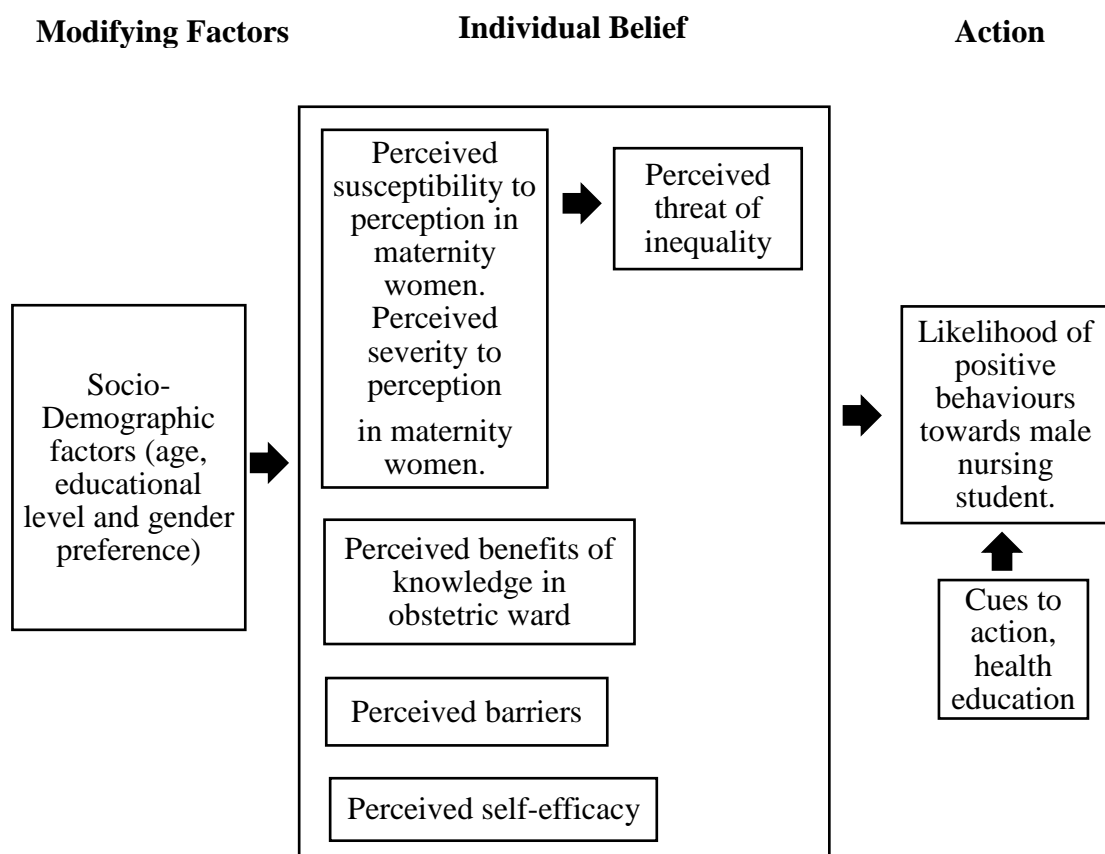 Modifying Factors
Individual Belief
Action
Socio-
Demographic
factors (age,
educational
level and gender
preference)
Perceived
susceptibility to
perception in
maternity
women.
Perceived
severity to
perception
in maternity
women.
Perceived
threat of
inequality
Perceived benefits of
knowledge in
obstetric ward
Perceived barriers
Perceived self-efficacy
Likelihood of
positive
behaviours
towards male
nursing
student.
Cues to
action,
health
education